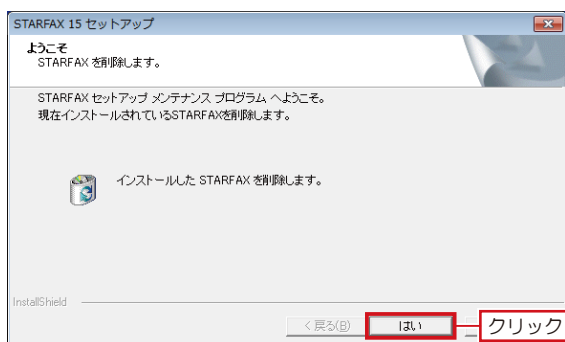 STARFAX 15 セットアップ
ようこそ
STARFAX を削除します。
STARFAX セットアップ メンテナンス プログラム へようこそ。
現在インストールされているSTARFAXを削除します。
インストールした STARFAX を削除します。
InstallShield
< 戻る(B)
はい
クリック